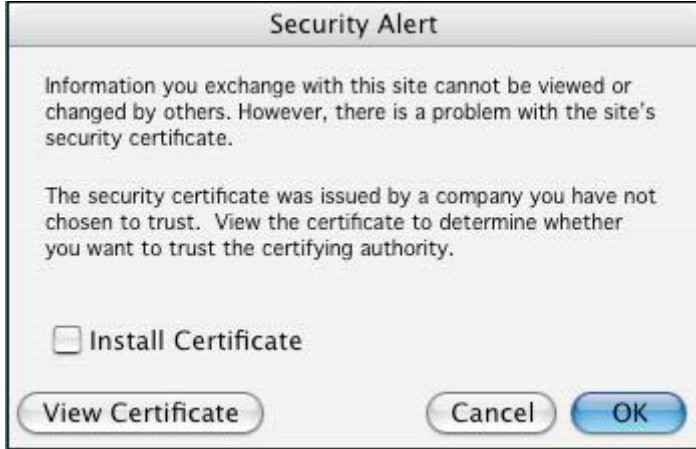 Security Alert
Information you exchange with this site cannot be viewed or
changed by others. However, there is a problem with the site's
security certificate.
The security certificate was issued by a company you have not
chosen to trust.  View the certificate to determine whether
you want to trust the certifying authority.
Install Certificate
View Certificate Cancel OK